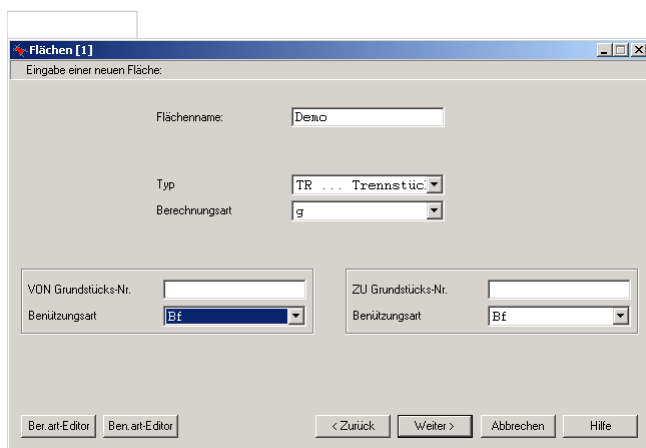 Flächen [1]
Eingabe einer neuen Fläche:
Flächenname: Demo
Typ TR ... Trennstüc
Berechnungsart g
VON Grundstücks-Nr. ZU Grundstücks-Nr.
Benützungsart Bf Benützungsart Bf
Ber.art-Editor Ben.art-Editor < Zurück Weiter > Abbrechen Hilfe